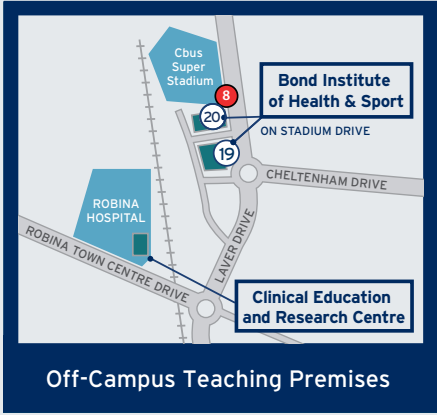 Cbus
Super
Stadium
8
20
19
Bond Institute
of Health & Sport
ON STADIUM DRIVE
CHELTENHAM DRIVE
ROBINA
HOSPITAL
LAVER DRIVE
ROBINA TOWN CENTRE DRIVE
Clinical Education
and Research Centre
Off-Campus Teaching Premises